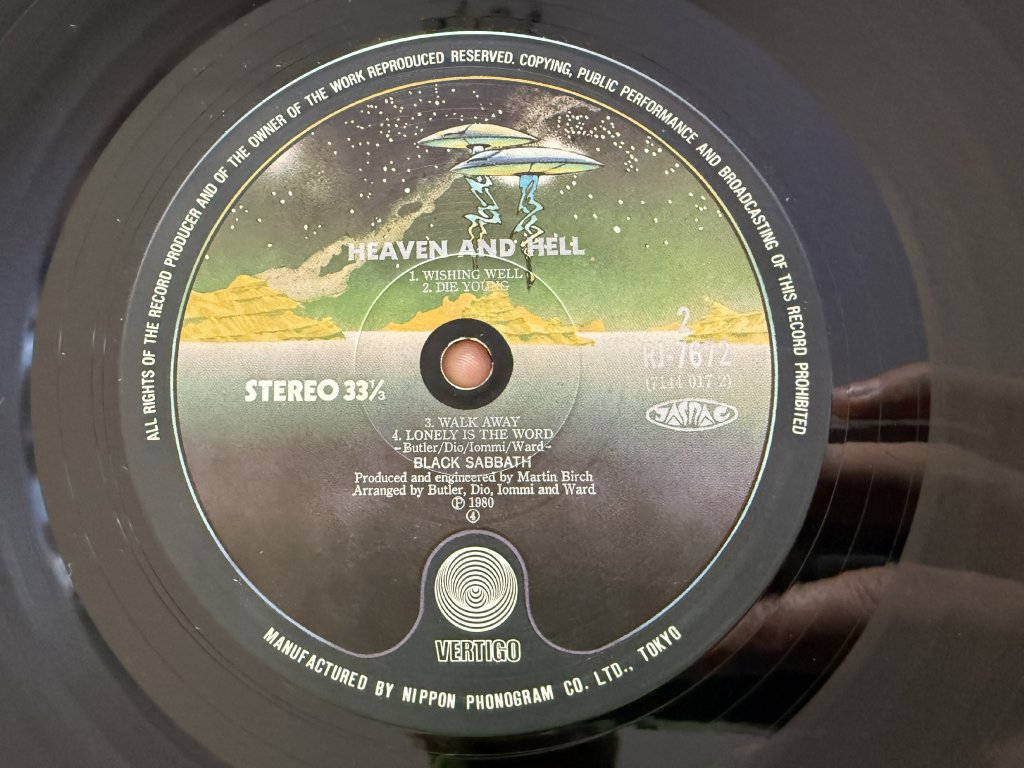 ALL RIGHTS OF THE RECORD PRODUCER AND OF THE OWNER OF THE WORK REPRODUCED RESERVED. COPYING, PUBLIC PERFORMANCE AND BROADCASTING OF THIS RECORD PROHIBITED
HEAVEN AND HELL
1. WISHING WELL
2. DIE YOUNG
2
RJ-7672
(7144 017 2)
STEREO 33⅓
JASRAC
3. WALK AWAY
4. LONELY IS THE WORD
-Butler/Dio/Iommi/Ward-
BLACK SABBATH
Produced and engineered by Martin Birch
Arranged by Butler, Dio, Iommi and Ward
Ⓟ 1980
④
VERTIGO
MANUFACTURED BY NIPPON PHONOGRAM CO. LTD., TOKYO